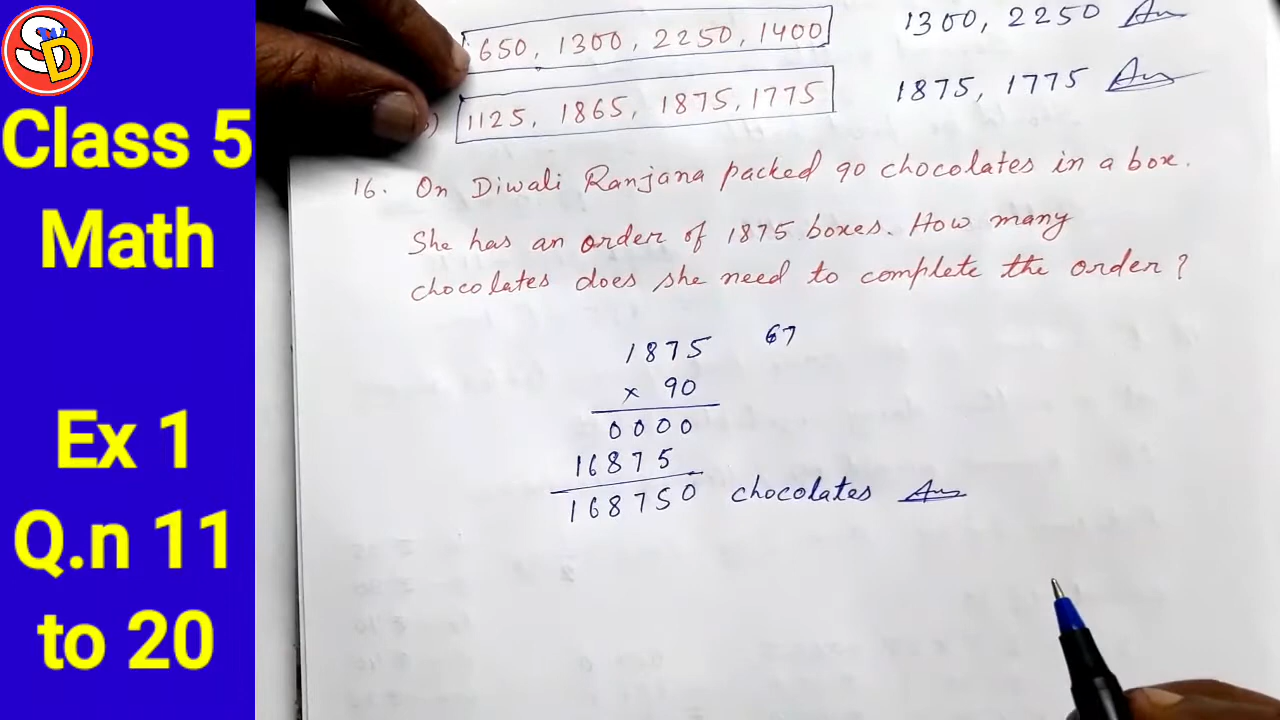 SD
Class 5
Math
Ex 1
Q.n 11
to 20
650, 1300, 2250, 1400
1300, 2250 Ans
1125, 1865, 1875, 1775
1875, 1775 Ans
16. On Diwali Ranjana packed 90 chocolates in a box.
She has an order of 1875 boxes. How many
chocolates does she need to complete the order?
1875 67
x 90
0000
16875
168750 chocolates Ans